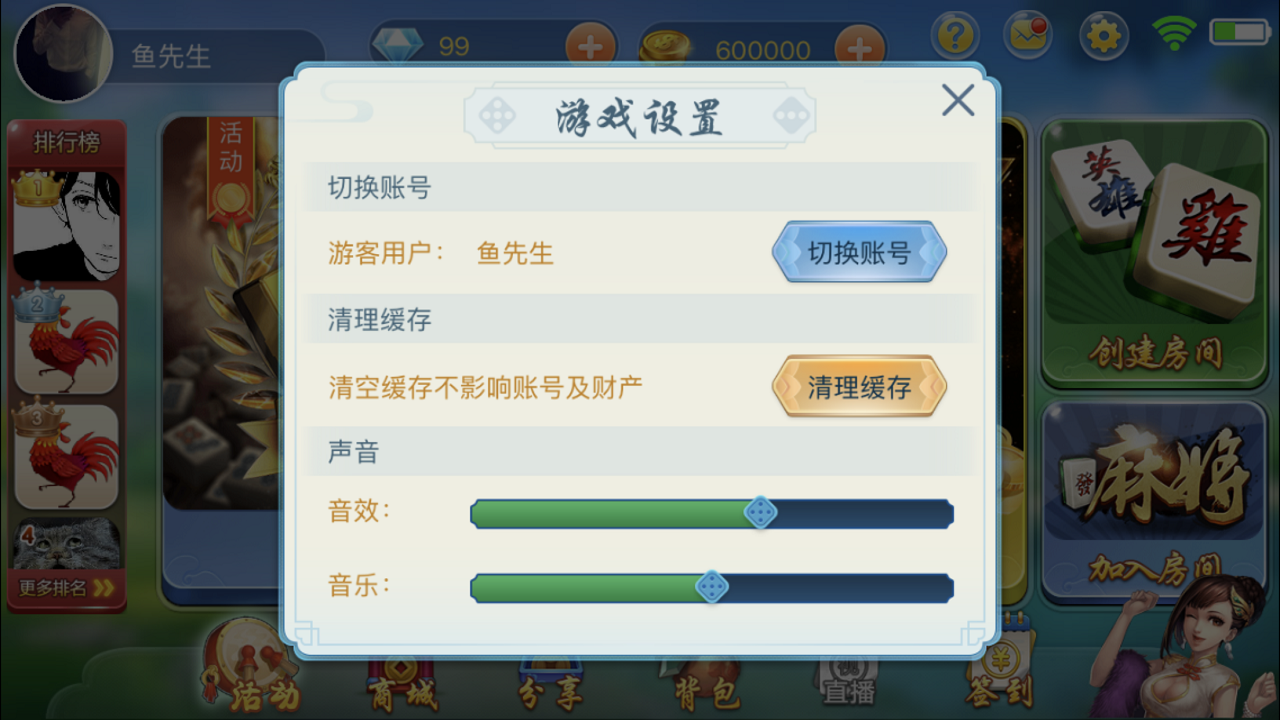 鱼先生
99
600000
排行榜
1
2
3
4
更多排名
活动
游戏设置
切换账号
游客用户： 鱼先生
切换账号
清理缓存
清空缓存不影响账号及财产
清理缓存
声音
音效：
音乐：
英雄
雞
创建房间
發
麻将
加入房间
活动
商城
分享
背包
直播
签到